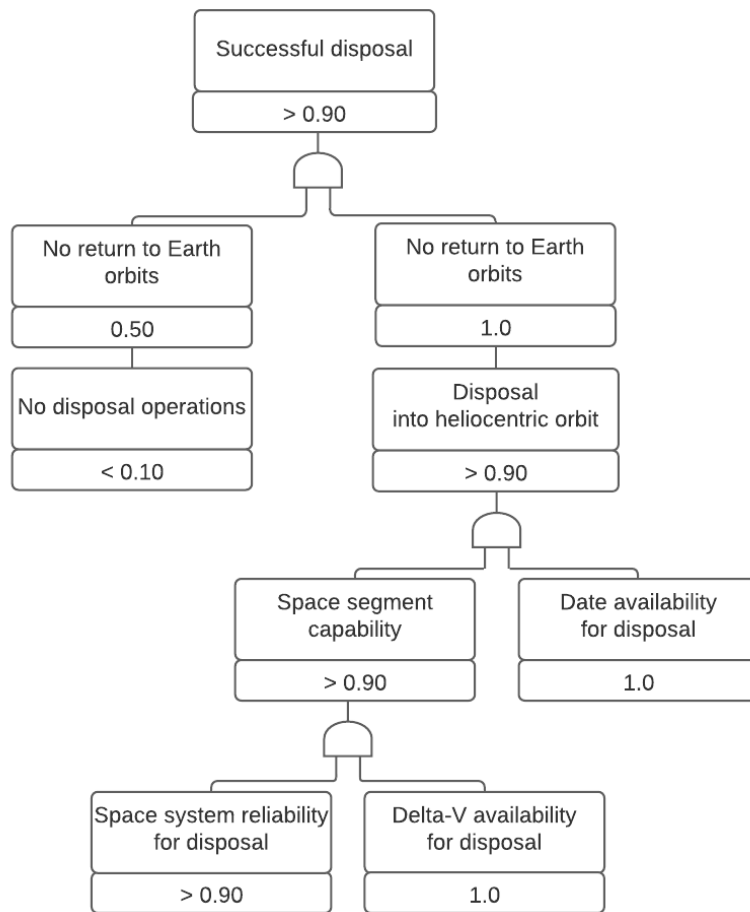 Successful disposal
> 0.90
No return to Earth
orbits
0.50
No disposal operations
< 0.10
No return to Earth
orbits
1.0
Disposal
into heliocentric orbit
> 0.90
Space segment
capability
> 0.90
Date availability
for disposal
1.0
Space system reliability
for disposal
> 0.90
Delta-V availability
for disposal
1.0